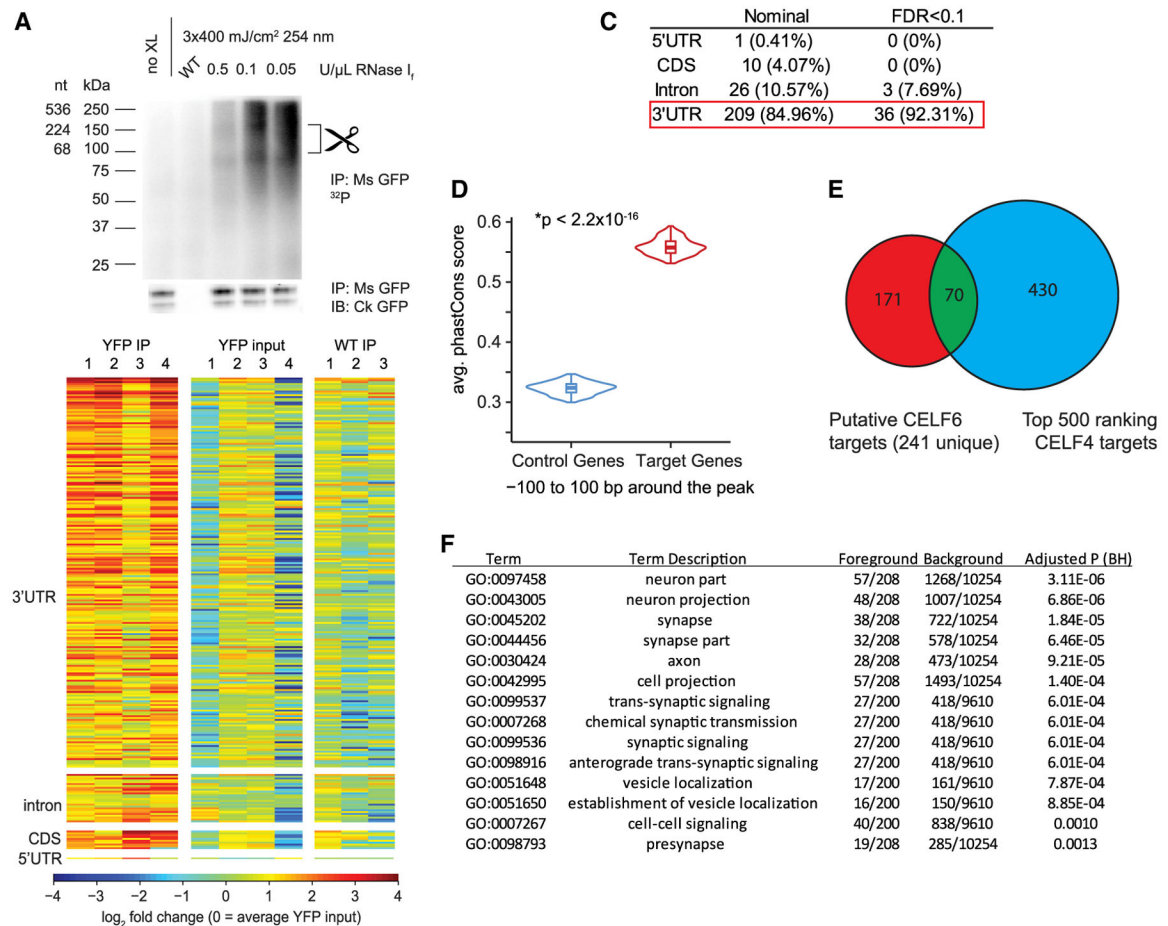 A
no XL
3x400 mJ/cm² 254 nm
WT 0.5 0.1 0.05 U/µL RNase I_f
nt kDa
536 250
224 150
68 100
75
50
37
25
IP: Ms GFP
³²P
IP: Ms GFP
IB: Ck GFP
YFP IP YFP input WT IP
1 2 3 4 1 2 3 4 1 2 3
3'UTR
intron
CDS
5'UTR
−4 −3 −2 −1 0 1 2 3 4
log₂ fold change (0 = average YFP input)
C
Nominal FDR<0.1
5'UTR 1 (0.41%) 0 (0%)
CDS 10 (4.07%) 0 (0%)
Intron 26 (10.57%) 3 (7.69%)
3'UTR 209 (84.96%) 36 (92.31%)
D
*p < 2.2x10⁻¹⁶
avg. phastCons score
0.6
0.5
0.4
0.3
Control Genes Target Genes
−100 to 100 bp around the peak
E
171 70 430
Putative CELF6
targets (241 unique)
Top 500 ranking
CELF4 targets
F
Term Term Description Foreground Background Adjusted P (BH)
GO:0097458 neuron part 57/208 1268/10254 3.11E-06
GO:0043005 neuron projection 48/208 1007/10254 6.86E-06
GO:0045202 synapse 38/208 722/10254 1.84E-05
GO:0044456 synapse part 32/208 578/10254 6.46E-05
GO:0030424 axon 28/208 473/10254 9.21E-05
GO:0042995 cell projection 57/208 1493/10254 1.40E-04
GO:0099537 trans-synaptic signaling 27/200 418/9610 6.01E-04
GO:0007268 chemical synaptic transmission 27/200 418/9610 6.01E-04
GO:0099536 synaptic signaling 27/200 418/9610 6.01E-04
GO:0098916 anterograde trans-synaptic signaling 27/200 418/9610 6.01E-04
GO:0051648 vesicle localization 17/200 161/9610 7.87E-04
GO:0051650 establishment of vesicle localization 16/200 150/9610 8.85E-04
GO:0007267 cell-cell signaling 40/200 838/9610 0.0010
GO:0098793 presynapse 19/208 285/10254 0.0013